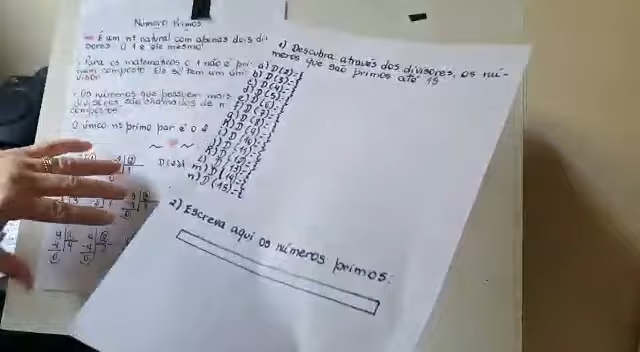 Número Primos
É um nº natural com apenas dois di-
sores o 1 e ele mesmo!
Para os matemáticos o 1 não é pri
num composto. Ele só tem um
visor
Os números que possuem mais
divisores são chamados de n
compostos
O único nº primo par é o 2
1) Descubra através dos divisores, os nú-
meros que são primos até 15
a) D(2)={
b) D(3)={
c) D(4)={
d) D(5)={
e) D(6)={
f) D(7)={
g) D(8)={
h) D(9)={
i) D(10)={
j) D(11)={
k) D(12)={
l) D(13)={
m) D(14)={
n) D(15)={
2) Escreva aqui os números primos: